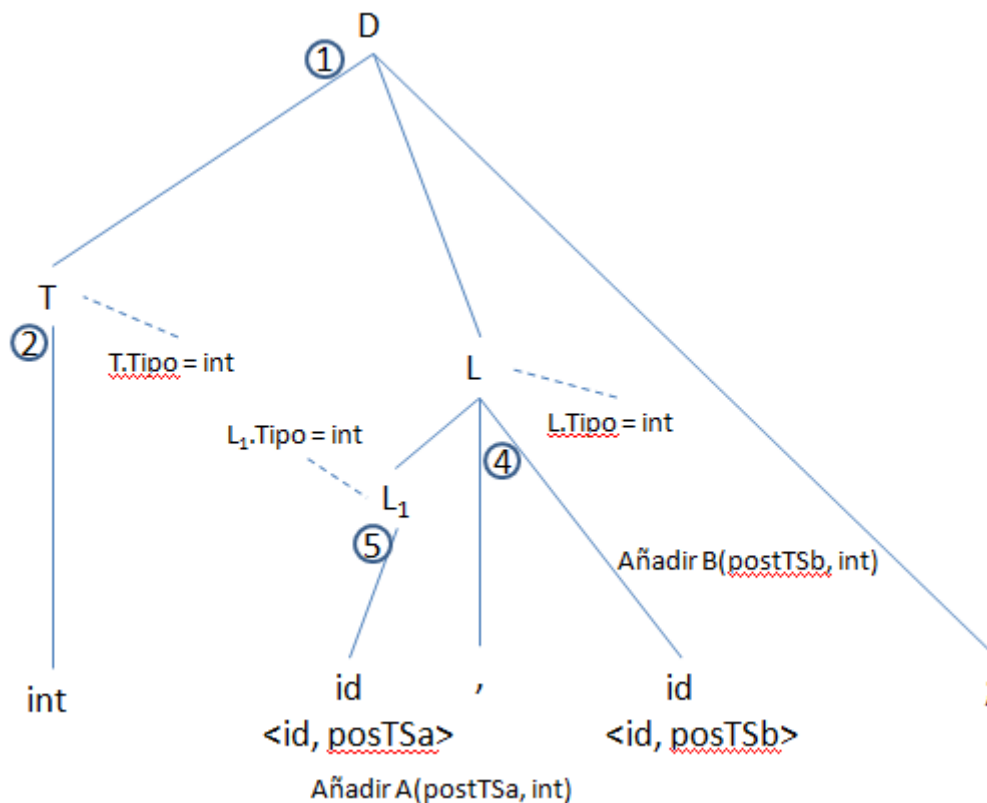 D
①
T
②
T.Tipo = int
L
L.Tipo = int
L₁.Tipo = int
④
L₁
⑤
Añadir B(postTSb, int)
int
id
,
id
<id, posTSa>
<id, posTSb>
Añadir A(postTSa, int)